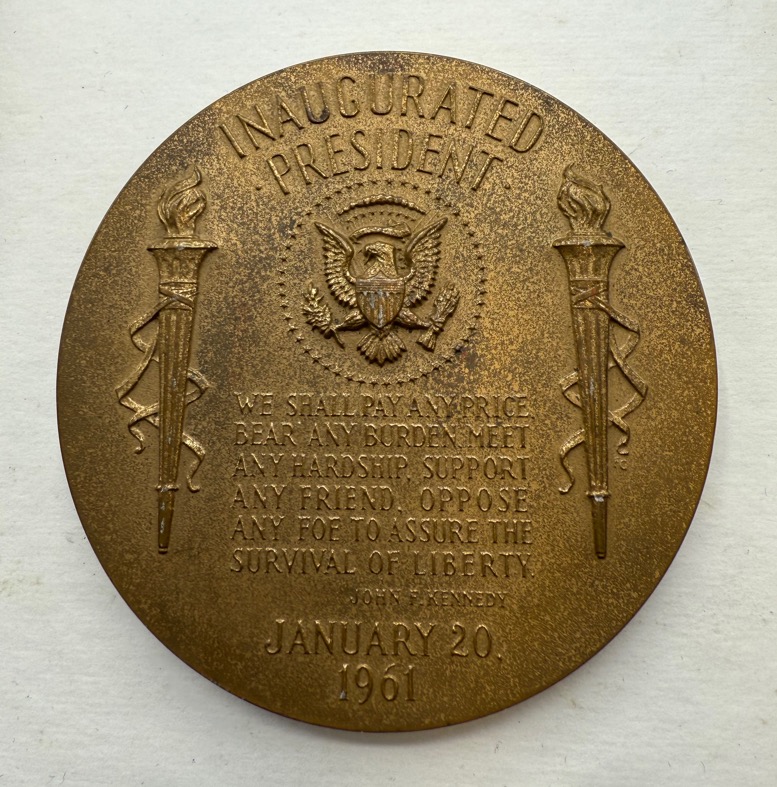 INAUGURATED
· PRESIDENT ·
WE SHALL PAY ANY PRICE,
BEAR ANY BURDEN, MEET
ANY HARDSHIP, SUPPORT
ANY FRIEND, OPPOSE
ANY FOE TO ASSURE THE
SURVIVAL OF LIBERTY.
JOHN F. KENNEDY
JANUARY 20,
1961